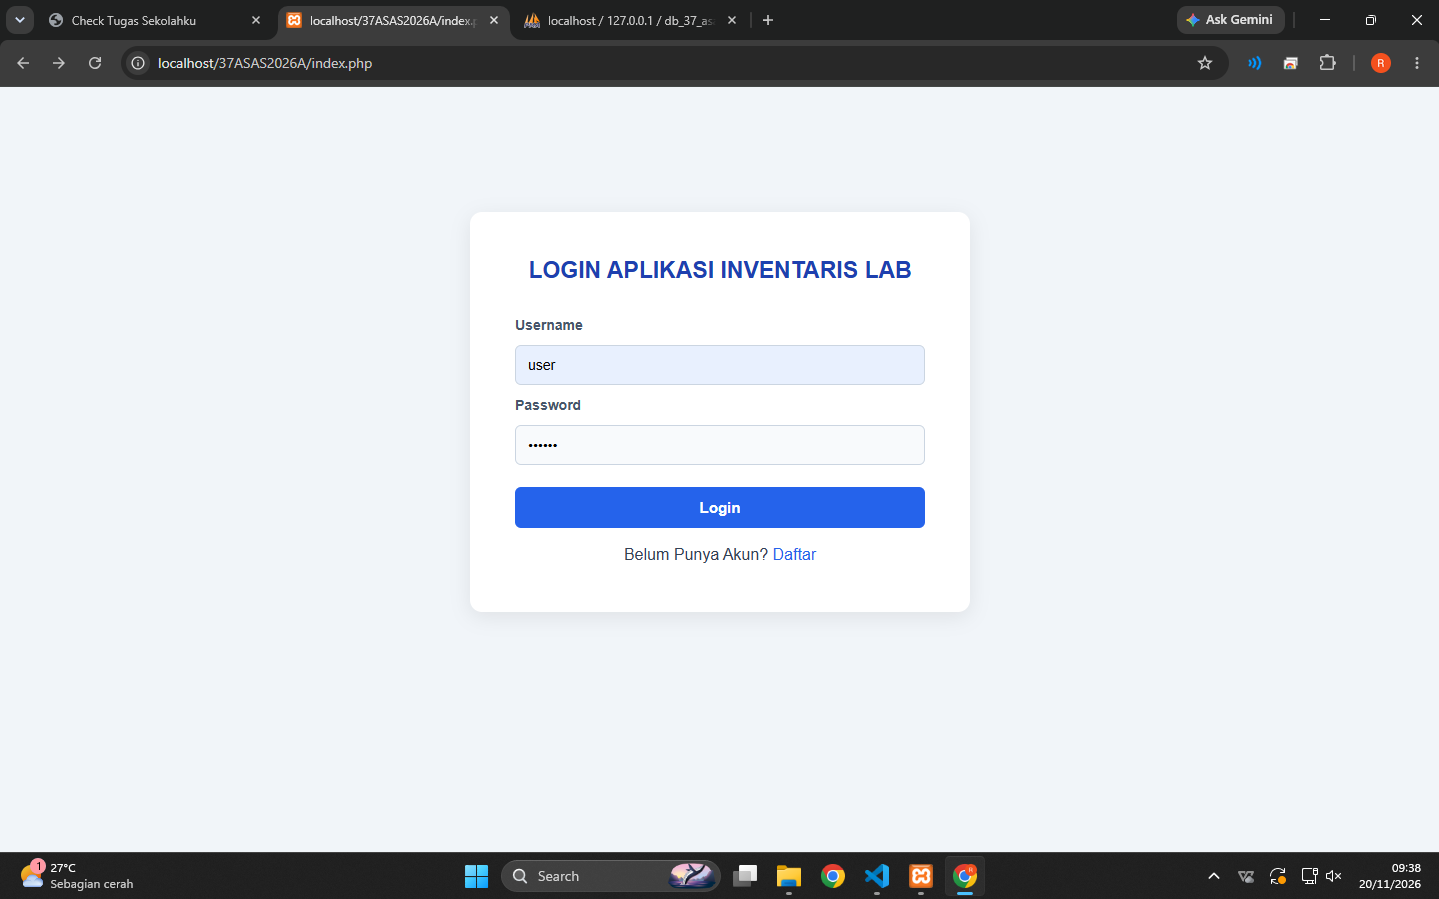 Check Tugas Sekolahku
localhost/37ASAS2026A/index.p
localhost / 127.0.0.1 / db_37_as
Ask Gemini
localhost/37ASAS2026A/index.php
R
LOGIN APLIKASI INVENTARIS LAB
Username
user
Password
••••••
Login
Belum Punya Akun? Daftar
1
27°C
Sebagian cerah
Search
09:38
20/11/2026